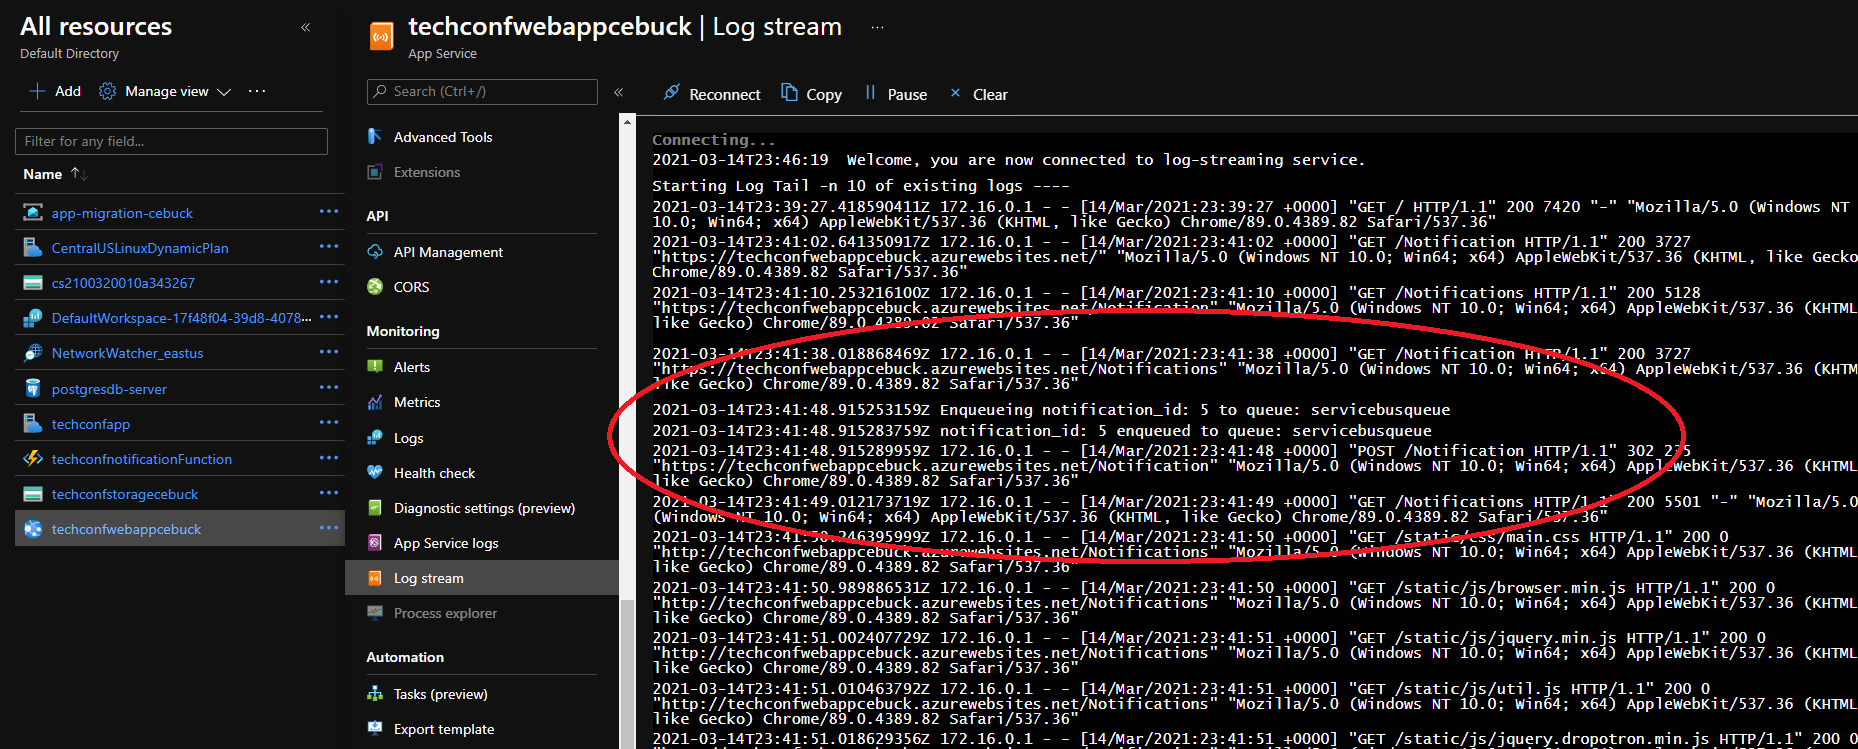 All resources
Default Directory
Add
Manage view
Filter for any field...
Name
app-migration-cebuck
CentralUSLinuxDynamicPlan
cs2100320010a343267
DefaultWorkspace-17f48f04-39d8-4078...
NetworkWatcher_eastus
postgresdb-server
techconfapp
techconfnotificationFunction
techconfstoragecebuck
techconfwebappcebuck
techconfwebappcebuck | Log stream
App Service
Search (Ctrl+/)
Advanced Tools
Extensions
API
API Management
CORS
Monitoring
Alerts
Metrics
Logs
Health check
Diagnostic settings (preview)
App Service logs
Log stream
Process explorer
Automation
Tasks (preview)
Export template
Reconnect
Copy
Pause
Clear
Connecting...
2021-03-14T23:46:19  Welcome, you are now connected to log-streaming service.
Starting Log Tail -n 10 of existing logs ----
2021-03-14T23:39:27.418590411Z 172.16.0.1 - - [14/Mar/2021:23:39:27 +0000] "GET / HTTP/1.1" 200 7420 "-" "Mozilla/5.0 (Windows NT
10.0; Win64; x64) AppleWebKit/537.36 (KHTML, like Gecko) Chrome/89.0.4389.82 Safari/537.36"
2021-03-14T23:41:02.641350917Z 172.16.0.1 - - [14/Mar/2021:23:41:02 +0000] "GET /Notification HTTP/1.1" 200 3727
"https://techconfwebappcebuck.azurewebsites.net/" "Mozilla/5.0 (Windows NT 10.0; Win64; x64) AppleWebKit/537.36 (KHTML, like Gecko)
Chrome/89.0.4389.82 Safari/537.36"
2021-03-14T23:41:10.253216100Z 172.16.0.1 - - [14/Mar/2021:23:41:10 +0000] "GET /Notifications HTTP/1.1" 200 5128
"https://techconfwebappcebuck.azurewebsites.net/Notification" "Mozilla/5.0 (Windows NT 10.0; Win64; x64) AppleWebKit/537.36 (KHTML,
like Gecko) Chrome/89.0.4389.82 Safari/537.36"
2021-03-14T23:41:38.018868469Z 172.16.0.1 - - [14/Mar/2021:23:41:38 +0000] "GET /Notification HTTP/1.1" 200 3727
"https://techconfwebappcebuck.azurewebsites.net/Notifications" "Mozilla/5.0 (Windows NT 10.0; Win64; x64) AppleWebKit/537.36 (KHTML,
like Gecko) Chrome/89.0.4389.82 Safari/537.36"
2021-03-14T23:41:48.915253159Z Enqueueing notification_id: 5 to queue: servicebusqueue
2021-03-14T23:41:48.915283759Z notification_id: 5 enqueued to queue: servicebusqueue
2021-03-14T23:41:48.915289959Z 172.16.0.1 - - [14/Mar/2021:23:41:48 +0000] "POST /Notification HTTP/1.1" 302 235
"https://techconfwebappcebuck.azurewebsites.net/Notification" "Mozilla/5.0 (Windows NT 10.0; Win64; x64) AppleWebKit/537.36 (KHTML,
like Gecko) Chrome/89.0.4389.82 Safari/537.36"
2021-03-14T23:41:49.012173719Z 172.16.0.1 - - [14/Mar/2021:23:41:49 +0000] "GET /Notifications HTTP/1.1" 200 5501 "-" "Mozilla/5.0
(Windows NT 10.0; Win64; x64) AppleWebKit/537.36 (KHTML, like Gecko) Chrome/89.0.4389.82 Safari/537.36"
172.16.0.1 - - [14/Mar/2021:23:41:50 +0000] "GET /static/css/main.css HTTP/1.1" 200 0
"http://techconfwebappcebuck.azurewebsites.net/Notifications" "Mozilla/5.0 (Windows NT 10.0; Win64; x64) AppleWebKit/537.36 (KHTML,
like Gecko) Chrome/89.0.4389.82 Safari/537.36"
2021-03-14T23:41:50.989886531Z 172.16.0.1 - - [14/Mar/2021:23:41:50 +0000] "GET /static/js/browser.min.js HTTP/1.1" 200 0
"http://techconfwebappcebuck.azurewebsites.net/Notifications" "Mozilla/5.0 (Windows NT 10.0; Win64; x64) AppleWebKit/537.36 (KHTML,
like Gecko) Chrome/89.0.4389.82 Safari/537.36"
2021-03-14T23:41:51.002407729Z 172.16.0.1 - - [14/Mar/2021:23:41:51 +0000] "GET /static/js/jquery.min.js HTTP/1.1" 200 0
"http://techconfwebappcebuck.azurewebsites.net/Notifications" "Mozilla/5.0 (Windows NT 10.0; Win64; x64) AppleWebKit/537.36 (KHTML,
like Gecko) Chrome/89.0.4389.82 Safari/537.36"
2021-03-14T23:41:51.010463792Z 172.16.0.1 - - [14/Mar/2021:23:41:51 +0000] "GET /static/js/util.js HTTP/1.1" 200 0
"http://techconfwebappcebuck.azurewebsites.net/Notifications" "Mozilla/5.0 (Windows NT 10.0; Win64; x64) AppleWebKit/537.36 (KHTML,
like Gecko) Chrome/89.0.4389.82 Safari/537.36"
2021-03-14T23:41:51.018629356Z 172.16.0.1 - - [14/Mar/2021:23:41:51 +0000] "GET /static/js/jquery.dropotron.min.js HTTP/1.1" 200 0